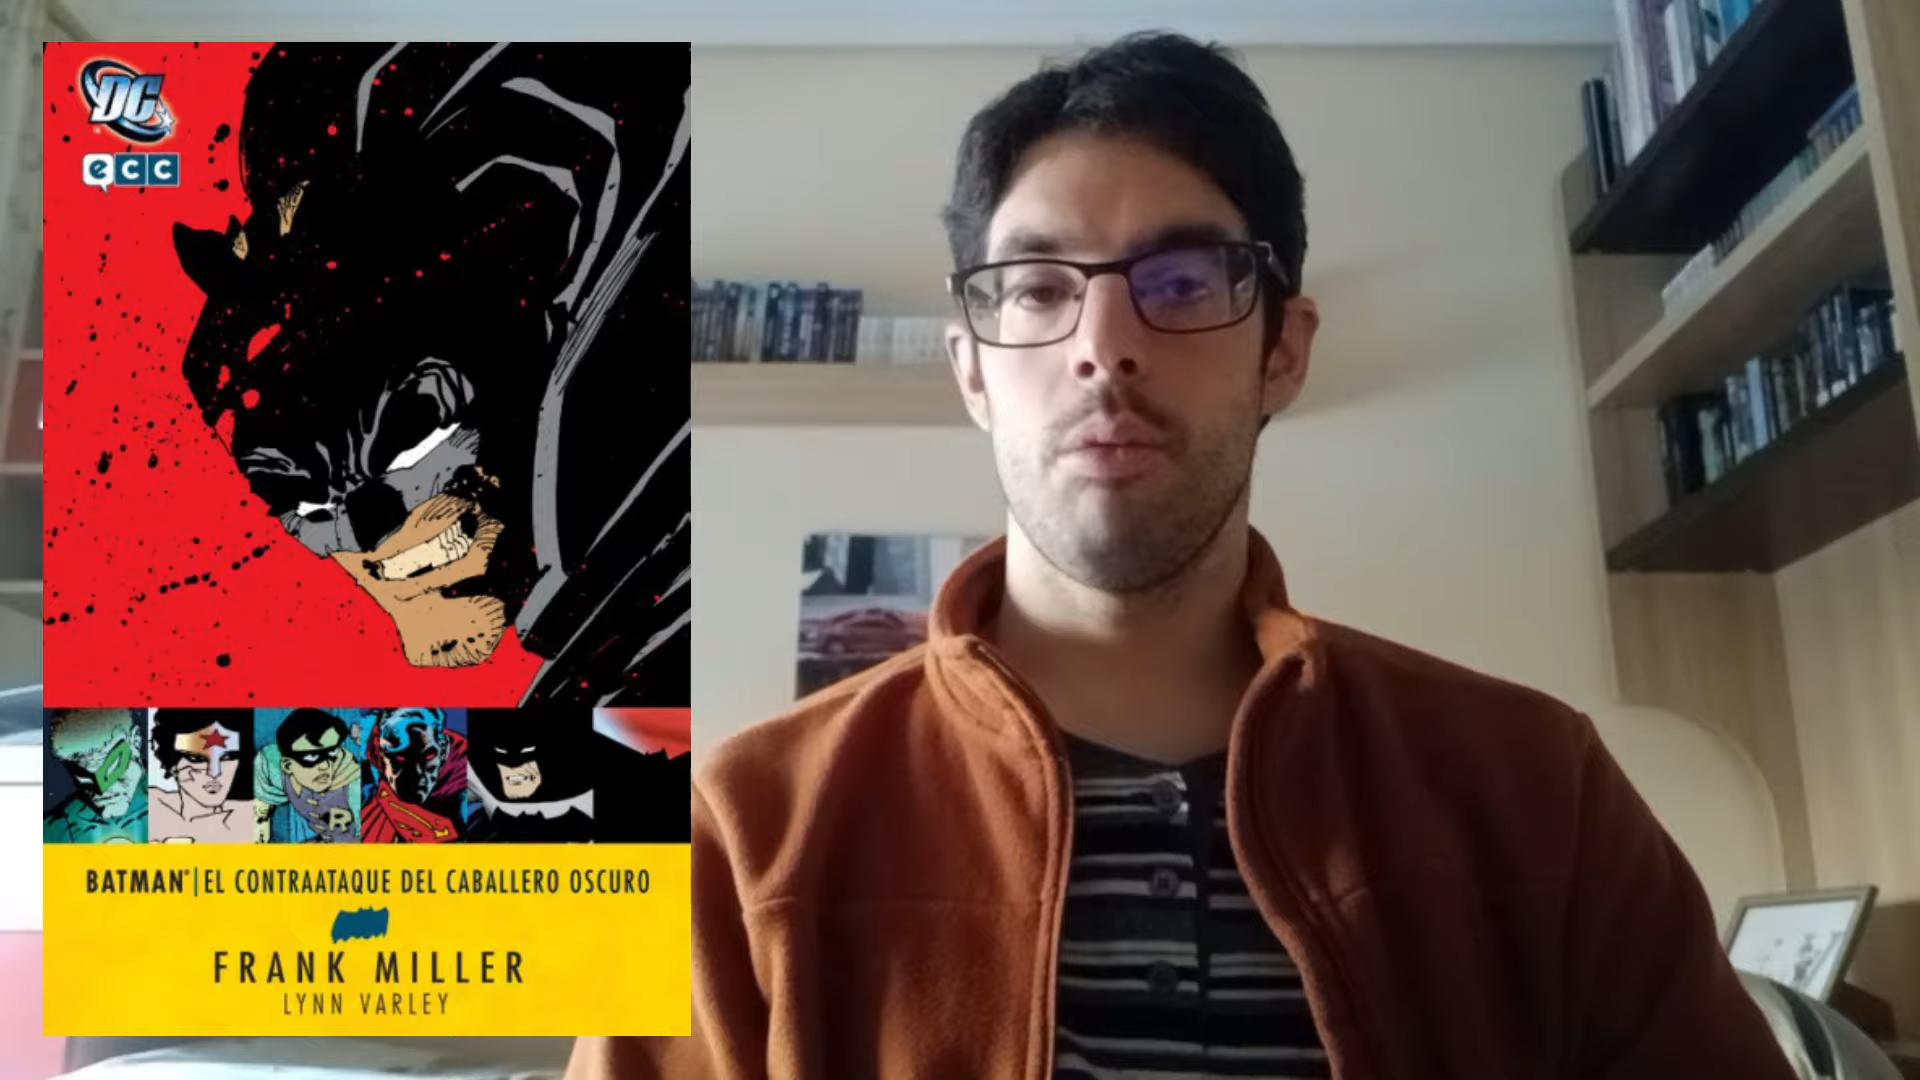 DC
ecc
R
BATMAN®|EL CONTRAATAQUE DEL CABALLERO OSCURO
FRANK MILLER
LYNN VARLEY